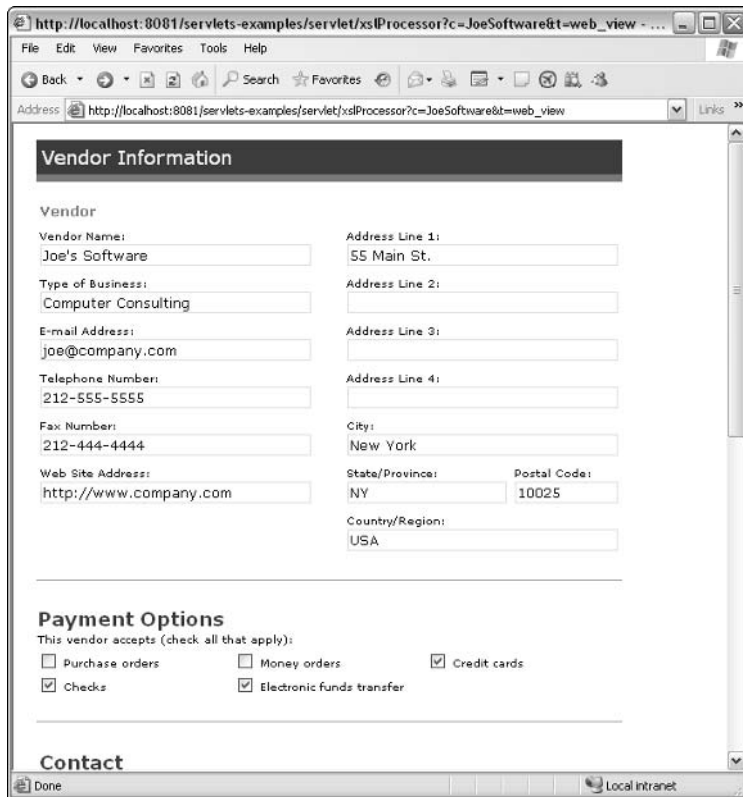 http://localhost:8081/servlets-examples/servlet/xslProcessor?c=JoeSoftware&t=web_view - ...
File Edit View Favorites Tools Help
Back Search Favorites
Address http://localhost:8081/servlets-examples/servlet/xslProcessor?c=JoeSoftware&t=web_view Links »
Vendor Information
Vendor
Vendor Name: Address Line 1:
Joe's Software 55 Main St.
Type of Business: Address Line 2:
Computer Consulting
E-mail Address: Address Line 3:
joe@company.com
Telephone Number: Address Line 4:
212-555-5555
Fax Number: City:
212-444-4444 New York
Web Site Address: State/Province: Postal Code:
http://www.company.com NY 10025
Country/Region:
USA
Payment Options
This vendor accepts (check all that apply):
Purchase orders Money orders Credit cards
Checks Electronic funds transfer
Contact
Done Local intranet